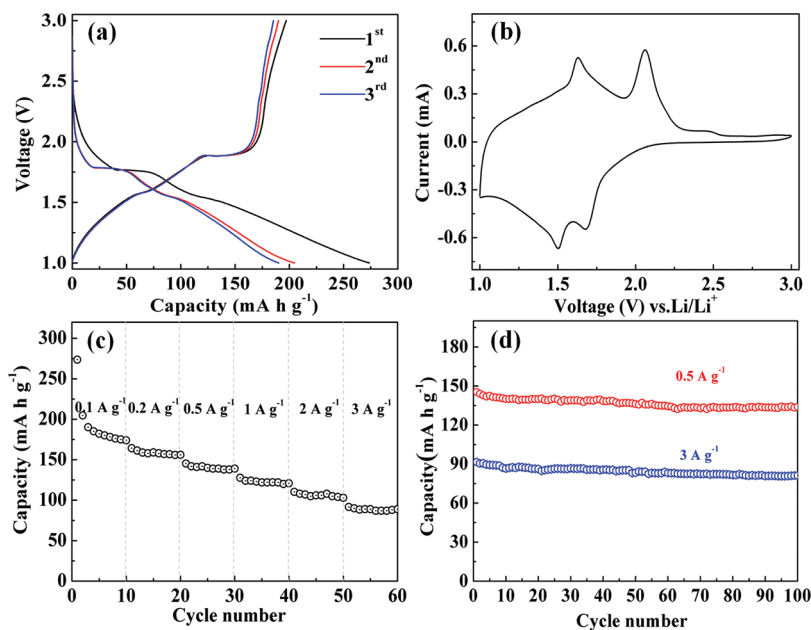 (a)
1st
2nd
3rd
3.0
2.5
2.0
1.5
1.0
Voltage (V)
0 50 100 150 200 250 300
Capacity (mA h g-1)
(b)
0.6
0.3
0.0
-0.3
-0.6
Current (mA)
1.0 1.5 2.0 2.5 3.0
Voltage (V) vs.Li/Li+
(c)
300
250
200
150
100
50
0
Capacity (mA h g-1)
0.1 A g-1 0.2 A g-1 0.5 A g-1 1 A g-1 2 A g-1 3 A g-1
0 10 20 30 40 50 60
Cycle number
(d)
180
150
120
90
60
30
0
Capacity(mA h g-1)
0.5 A g-1
3 A g-1
0 10 20 30 40 50 60 70 80 90 100
Cycle number